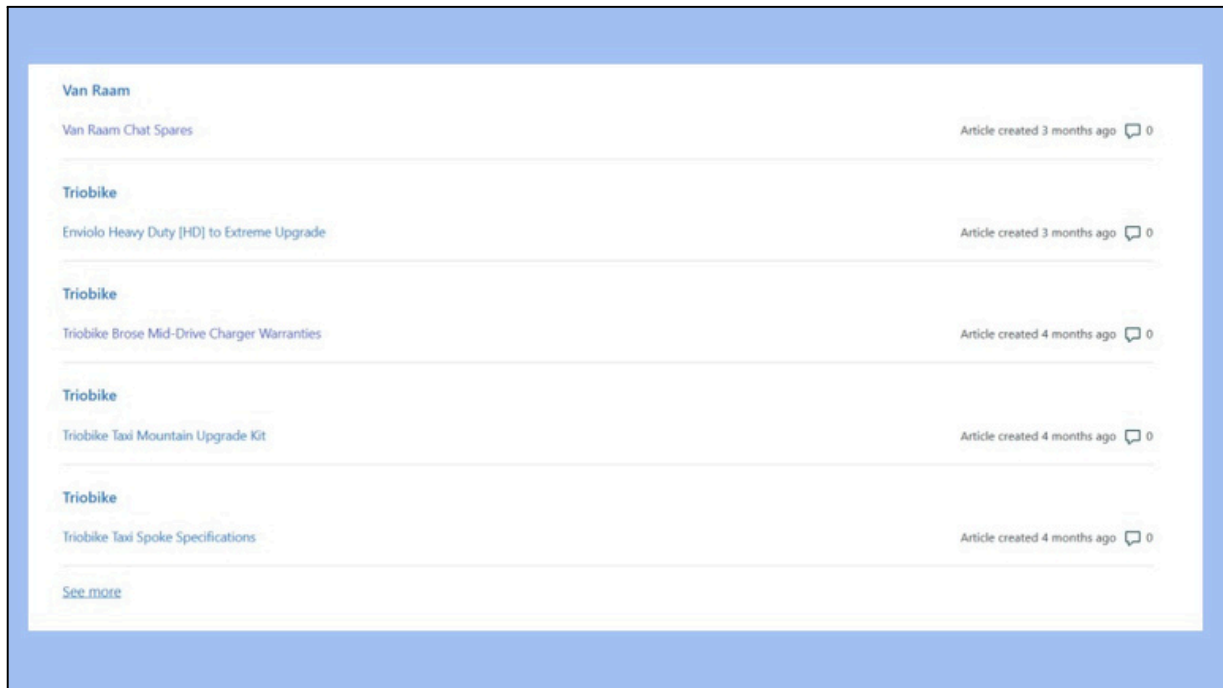 Van Raam
Van Raam Chat Spares Article created 3 months ago 0
Triobike
Enviolo Heavy Duty [HD] to Extreme Upgrade Article created 3 months ago 0
Triobike
Triobike Brose Mid-Drive Charger Warranties Article created 4 months ago 0
Triobike
Triobike Taxi Mountain Upgrade Kit Article created 4 months ago 0
Triobike
Triobike Taxi Spoke Specifications Article created 4 months ago 0
See more